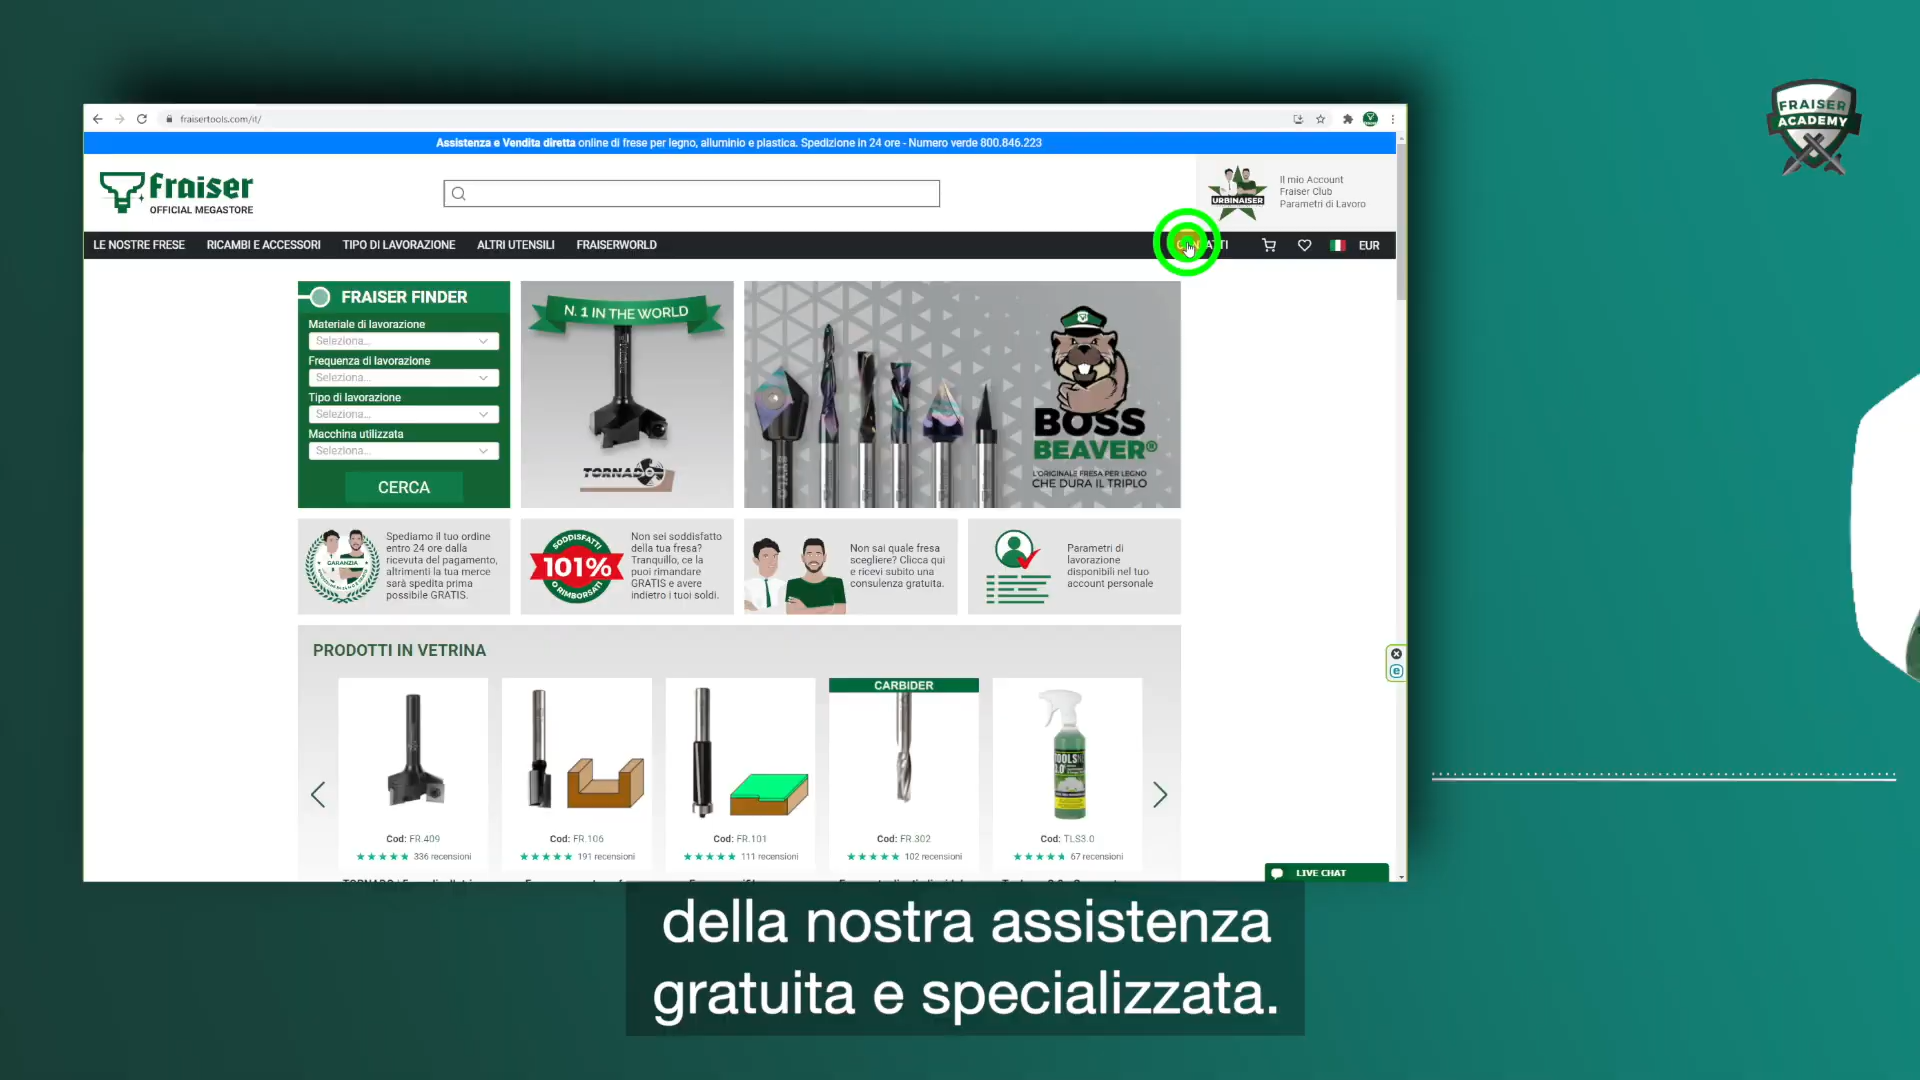 FRAISER
ACADEMY
fraisertools.com/it/
Assistenza e Vendita diretta online di frese per legno, alluminio e plastica. Spedizione in 24 ore - Numero verde 800.846.223
fraiser
OFFICIAL MEGASTORE
URBINAISER
Il mio Account
Fraiser Club
Parametri di Lavoro
LE NOSTRE FRESE RICAMBI E ACCESSORI TIPO DI LAVORAZIONE ALTRI UTENSILI FRAISERWORLD CONTATTI EUR
FRAISER FINDER
Materiale di lavorazione
Seleziona...
Frequenza di lavorazione
Seleziona...
Tipo di lavorazione
Seleziona...
Macchina utilizzata
Seleziona...
CERCA
N. 1 IN THE WORLD
TORNADO
BOSS
BEAVER®
L'ORIGINALE FRESA PER LEGNO
CHE DURA IL TRIPLO
GARANZIA
Spediamo il tuo ordine
entro 24 ore dalla
ricevuta del pagamento,
altrimenti la tua merce
sarà spedita prima
possibile GRATIS.
SODDISFATTI
101%
O RIMBORSATI
Non sei soddisfatto
della tua fresa?
Tranquillo, ce la
puoi rimandare
GRATIS e avere
indietro i tuoi soldi.
Non sai quale fresa
scegliere? Clicca qui
e ricevi subito una
consulenza gratuita.
Parametri di
lavorazione
disponibili nel tuo
account personale
PRODOTTI IN VETRINA
CARBIDER
Cod: FR.409
336 recensioni
Cod: FR.106
191 recensioni
Cod: FR.101
111 recensioni
Cod: FR.302
102 recensioni
Cod: TLS3.0
67 recensioni
LIVE CHAT
della nostra assistenza
gratuita e specializzata.